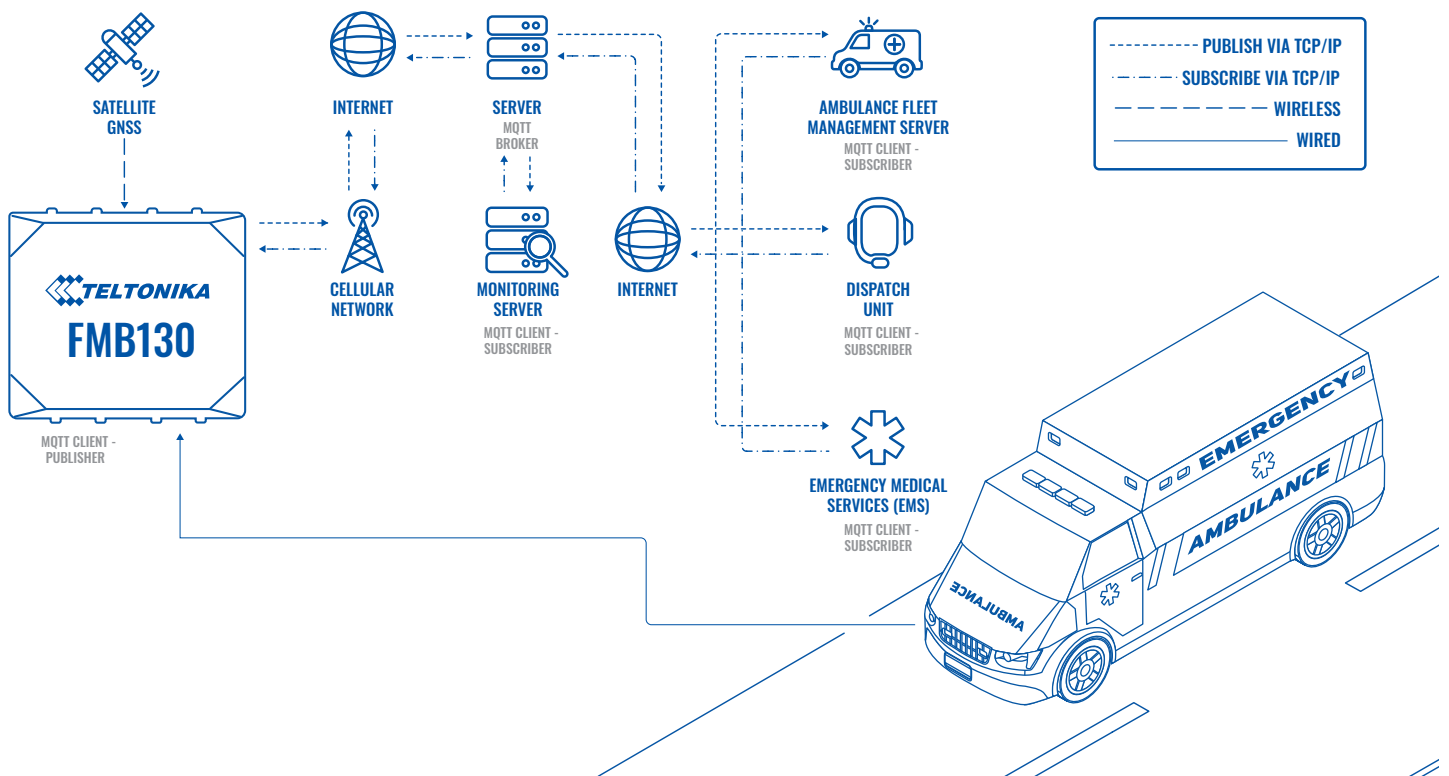 SATELLITE
GNSS
INTERNET
SERVER
MQTT
BROKER
AMBULANCE FLEET
MANAGEMENT SERVER
MQTT CLIENT -
SUBSCRIBER
PUBLISH VIA TCP/IP
SUBSCRIBE VIA TCP/IP
WIRELESS
WIRED
TELTONIKA
FMB130
MQTT CLIENT -
PUBLISHER
CELLULAR
NETWORK
MONITORING
SERVER
MQTT CLIENT -
SUBSCRIBER
INTERNET
DISPATCH
UNIT
MQTT CLIENT -
SUBSCRIBER
EMERGENCY MEDICAL
SERVICES (EMS)
MQTT CLIENT -
SUBSCRIBER
EMERGENCY
AMBULANCE
AMBULANCE